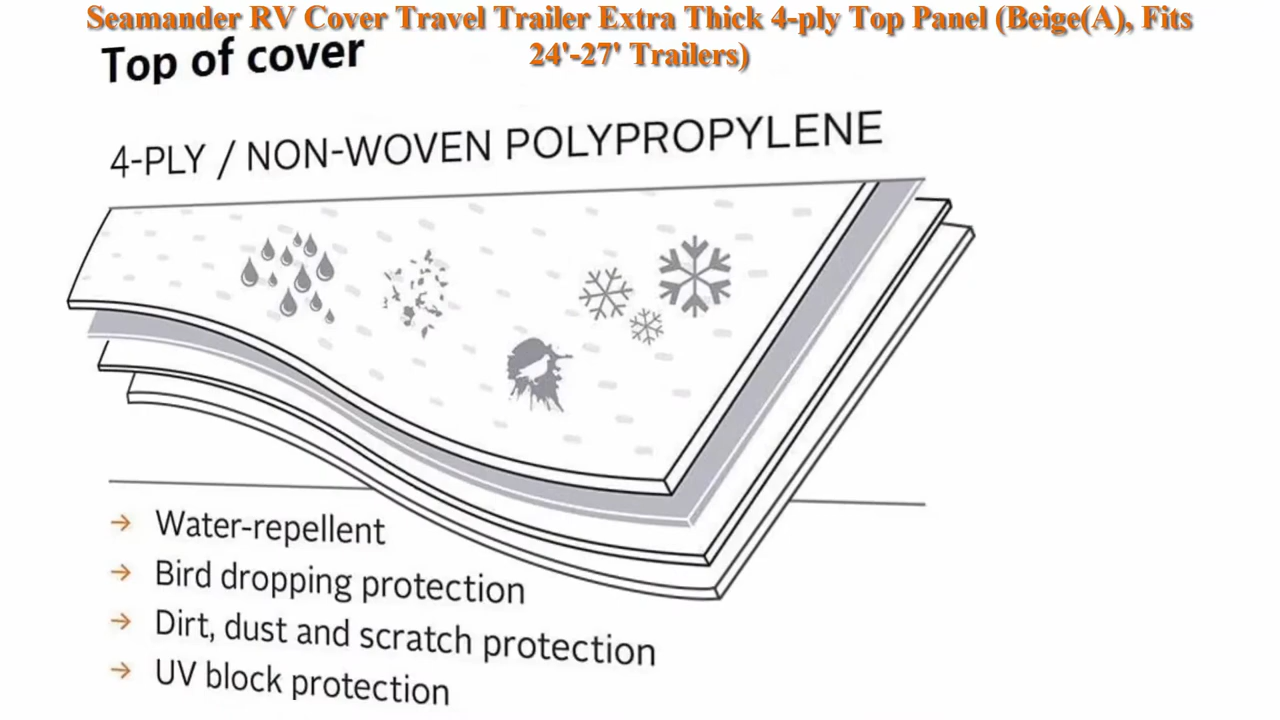 Seamander RV Cover Travel Trailer Extra Thick 4-ply Top Panel (Beige(A), Fits
24'-27' Trailers)
Top of cover
4-PLY / NON-WOVEN POLYPROPYLENE
→ Water-repellent
→ Bird dropping protection
→ Dirt, dust and scratch protection
→ UV block protection